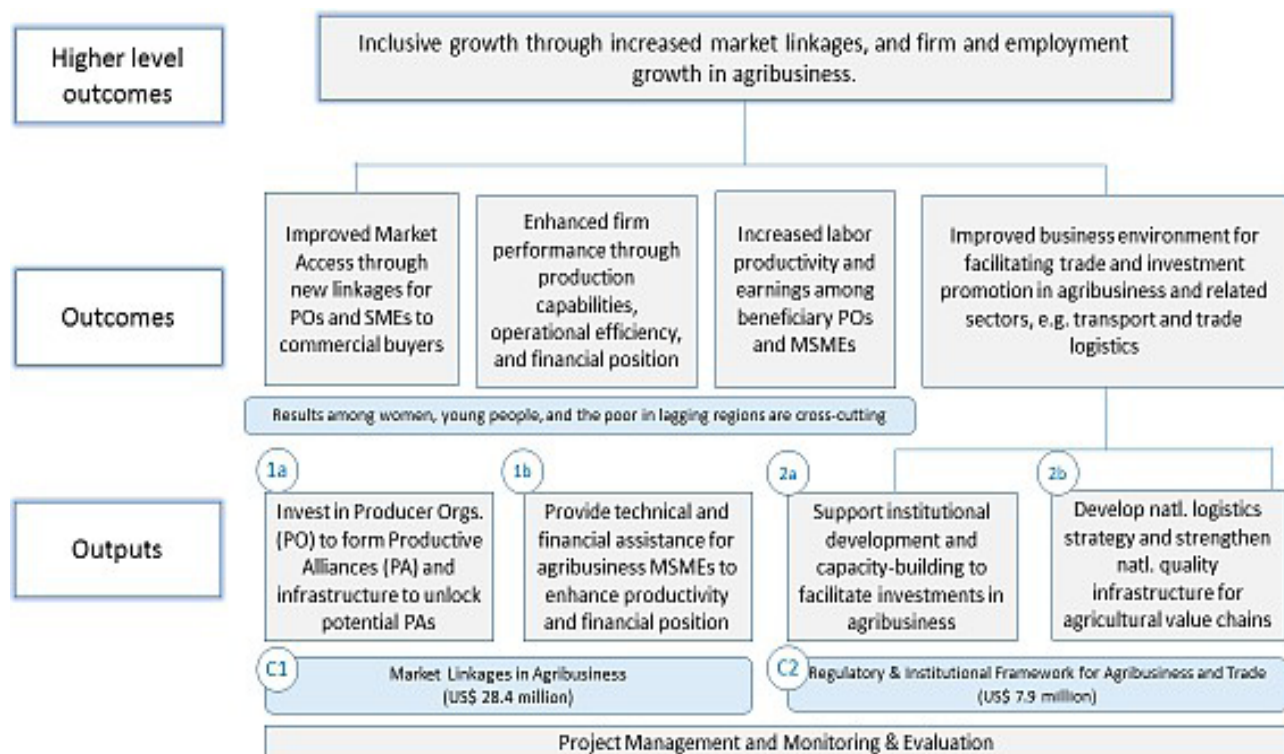 Higher level
outcomes
Inclusive growth through increased market linkages, and firm and employment
growth in agribusiness.
Outcomes
Improved Market
Access through
new linkages for
POs and SMEs to
commercial buyers
Enhanced firm
performance through
production
capabilities,
operational efficiency,
and financial position
Increased labor
productivity and
earnings among
beneficiary POs
and MSMEs
Improved business environment for
facilitating trade and investment
promotion in agribusiness and related
sectors, e.g. transport and trade
logistics
Results among women, young people, and the poor in lagging regions are cross-cutting
Outputs
1a
Invest in Producer Orgs.
(PO) to form Productive
Alliances (PA) and
infrastructure to unlock
potential PAs
1b
Provide technical and
financial assistance for
agribusiness MSMEs to
enhance productivity
and financial position
2a
Support institutional
development and
capacity-building to
facilitate investments in
agribusiness
2b
Develop natl. logistics
strategy and strengthen
natl. quality
infrastructure for
agricultural value chains
C1
Market Linkages in Agribusiness
(US$ 28.4 million)
C2
Regulatory & Institutional Framework for Agribusiness and Trade
(US$ 7.9 million)
Project Management and Monitoring & Evaluation